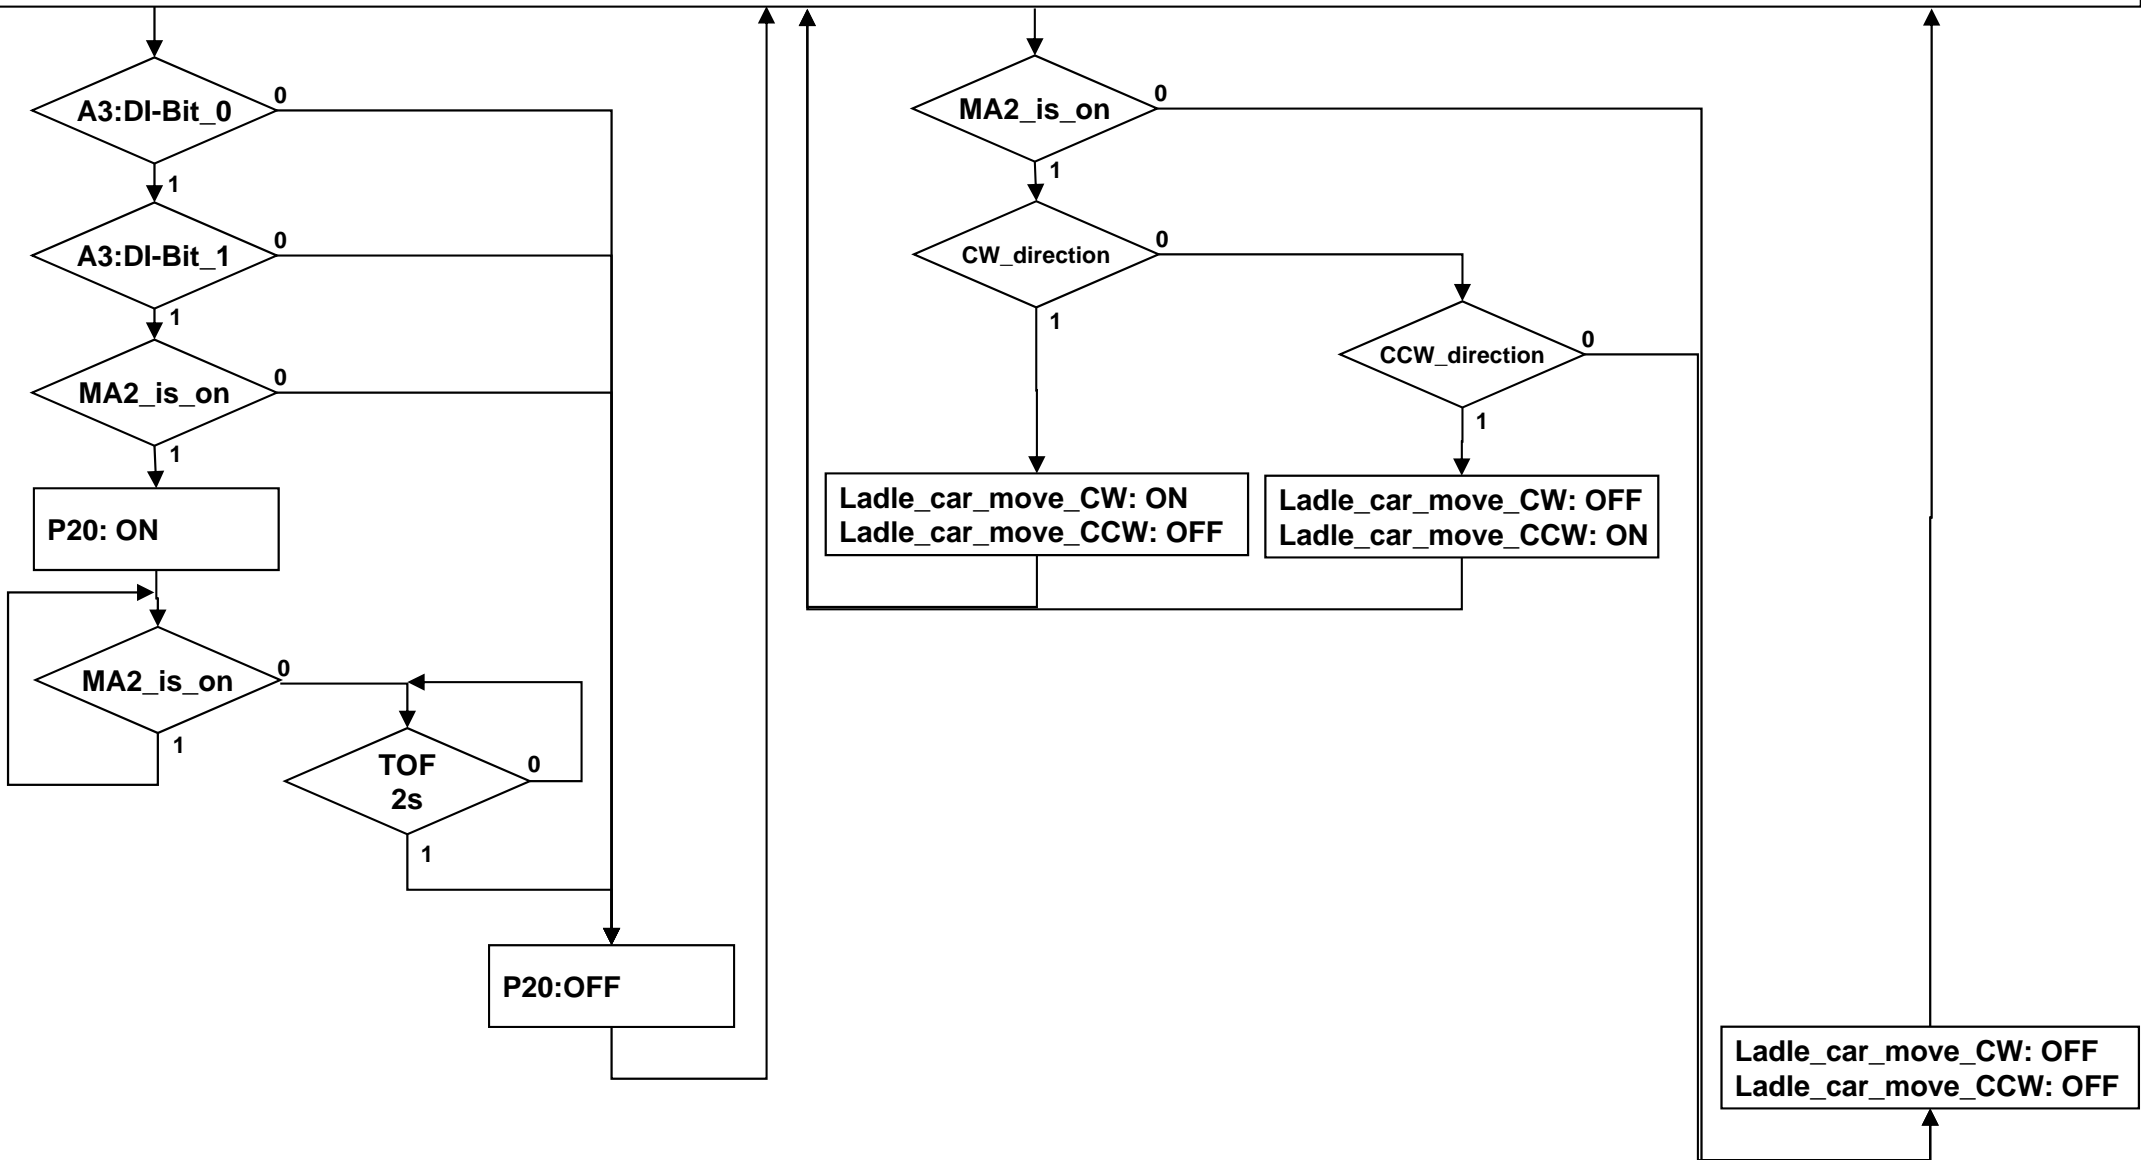 A3:DI-Bit_0
0
1
A3:DI-Bit_1
0
1
MA2_is_on
0
1
P20: ON
MA2_is_on
0
1
TOF
2s
0
1
P20:OFF
MA2_is_on
0
1
CW_direction
0
1
CCW_direction
0
1
Ladle_car_move_CW: ON
Ladle_car_move_CCW: OFF
Ladle_car_move_CW: OFF
Ladle_car_move_CCW: ON
Ladle_car_move_CW: OFF
Ladle_car_move_CCW: OFF